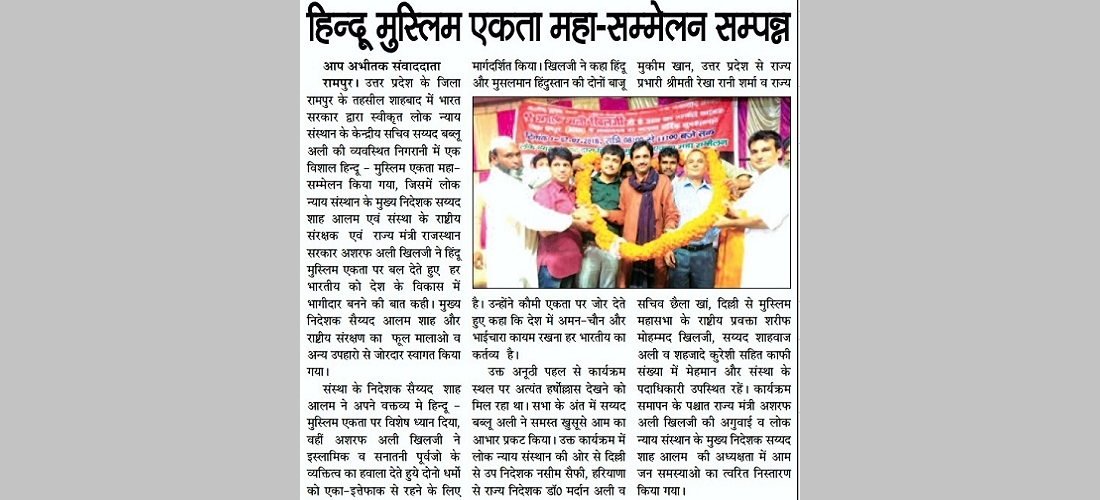 हिन्दू मुस्लिम एकता महा-सम्मेलन सम्पन्न
आप अभीतक संवाददाता
रामपुर। उत्तर प्रदेश के जिला
रामपुर के तहसील शाहबाद में भारत
सरकार द्वारा स्वीकृत लोक न्याय
संस्थान के केन्द्रीय सचिव सय्यद बब्लू
अली की व्यवस्थित निगरानी में एक
विशाल हिन्दू - मुस्लिम एकता महा-
सम्मेलन किया गया, जिसमें लोक
न्याय संस्थान के मुख्य निदेशक सय्यद
शाह आलम एवं संस्था के राष्ट्रीय
संरक्षक एवं राज्य मंत्री राजस्थान
सरकार अशरफ अली खिलजी ने हिंदू
मुस्लिम एकता पर बल देते हुए हर
भारतीय को देश के विकास में
भागीदार बनने की बात कही। मुख्य
निदेशक सैय्यद आलम शाह और
राष्ट्रीय संरक्षण का फूल मालाओ व
अन्य उपहारो से जोरदार स्वागत किया
गया।
संस्था के निदेशक सैय्यद शाह
आलम ने अपने वक्तव्य मे हिन्दू -
मुस्लिम एकता पर विशेष ध्यान दिया,
वहीं अशरफ अली खिलजी ने
इस्लामिक व सनातनी पूर्वजो के
व्यक्तित्व का हवाला देते हुये दोनो धर्मो
को एका-इत्तेफाक से रहने के लिए
मार्गदर्शित किया। खिलजी ने कहा हिंदू
और मुसलमान हिंदुस्तान की दोनों बाजू
है। उन्होंने कौमी एकता पर जोर देते
हुए कहा कि देश में अमन-चौन और
भाईचारा कायम रखना हर भारतीय का
कर्तव्य है।
उक्त अनूठी पहल से कार्यक्रम
स्थल पर अत्यंत हर्षोल्लास देखने को
मिल रहा था। सभा के अंत में सय्यद
बब्लू अली ने समस्त खुसूसे आम का
आभार प्रकट किया। उक्त कार्यक्रम में
लोक न्याय संस्थान की ओर से दिल्ली
से उप निदेशक नसीम सैफी, हरियाणा
से राज्य निदेशक डॉ0 मर्दान अली व
मुकीम खान, उत्तर प्रदेश से राज्य
प्रभारी श्रीमती रेखा रानी शर्मा व राज्य
सचिव छैला खां, दिल्ली से मुस्लिम
महासभा के राष्ट्रीय प्रवक्ता शरीफ
मोहम्मद खिलजी, सय्यद शाहवाज
अली व शहजादे कुरेशी सहित काफी
संख्या में मेहमान और संस्था के
पदाधिकारी उपस्थित रहें। कार्यक्रम
समापन के पश्चात राज्य मंत्री अशरफ
अली खिलजी की अगुवाई व लोक
न्याय संस्थान के मुख्य निदेशक सय्यद
शाह आलम की अध्यक्षता में आम
जन समस्याओ का त्वरित निस्तारण
किया गया।